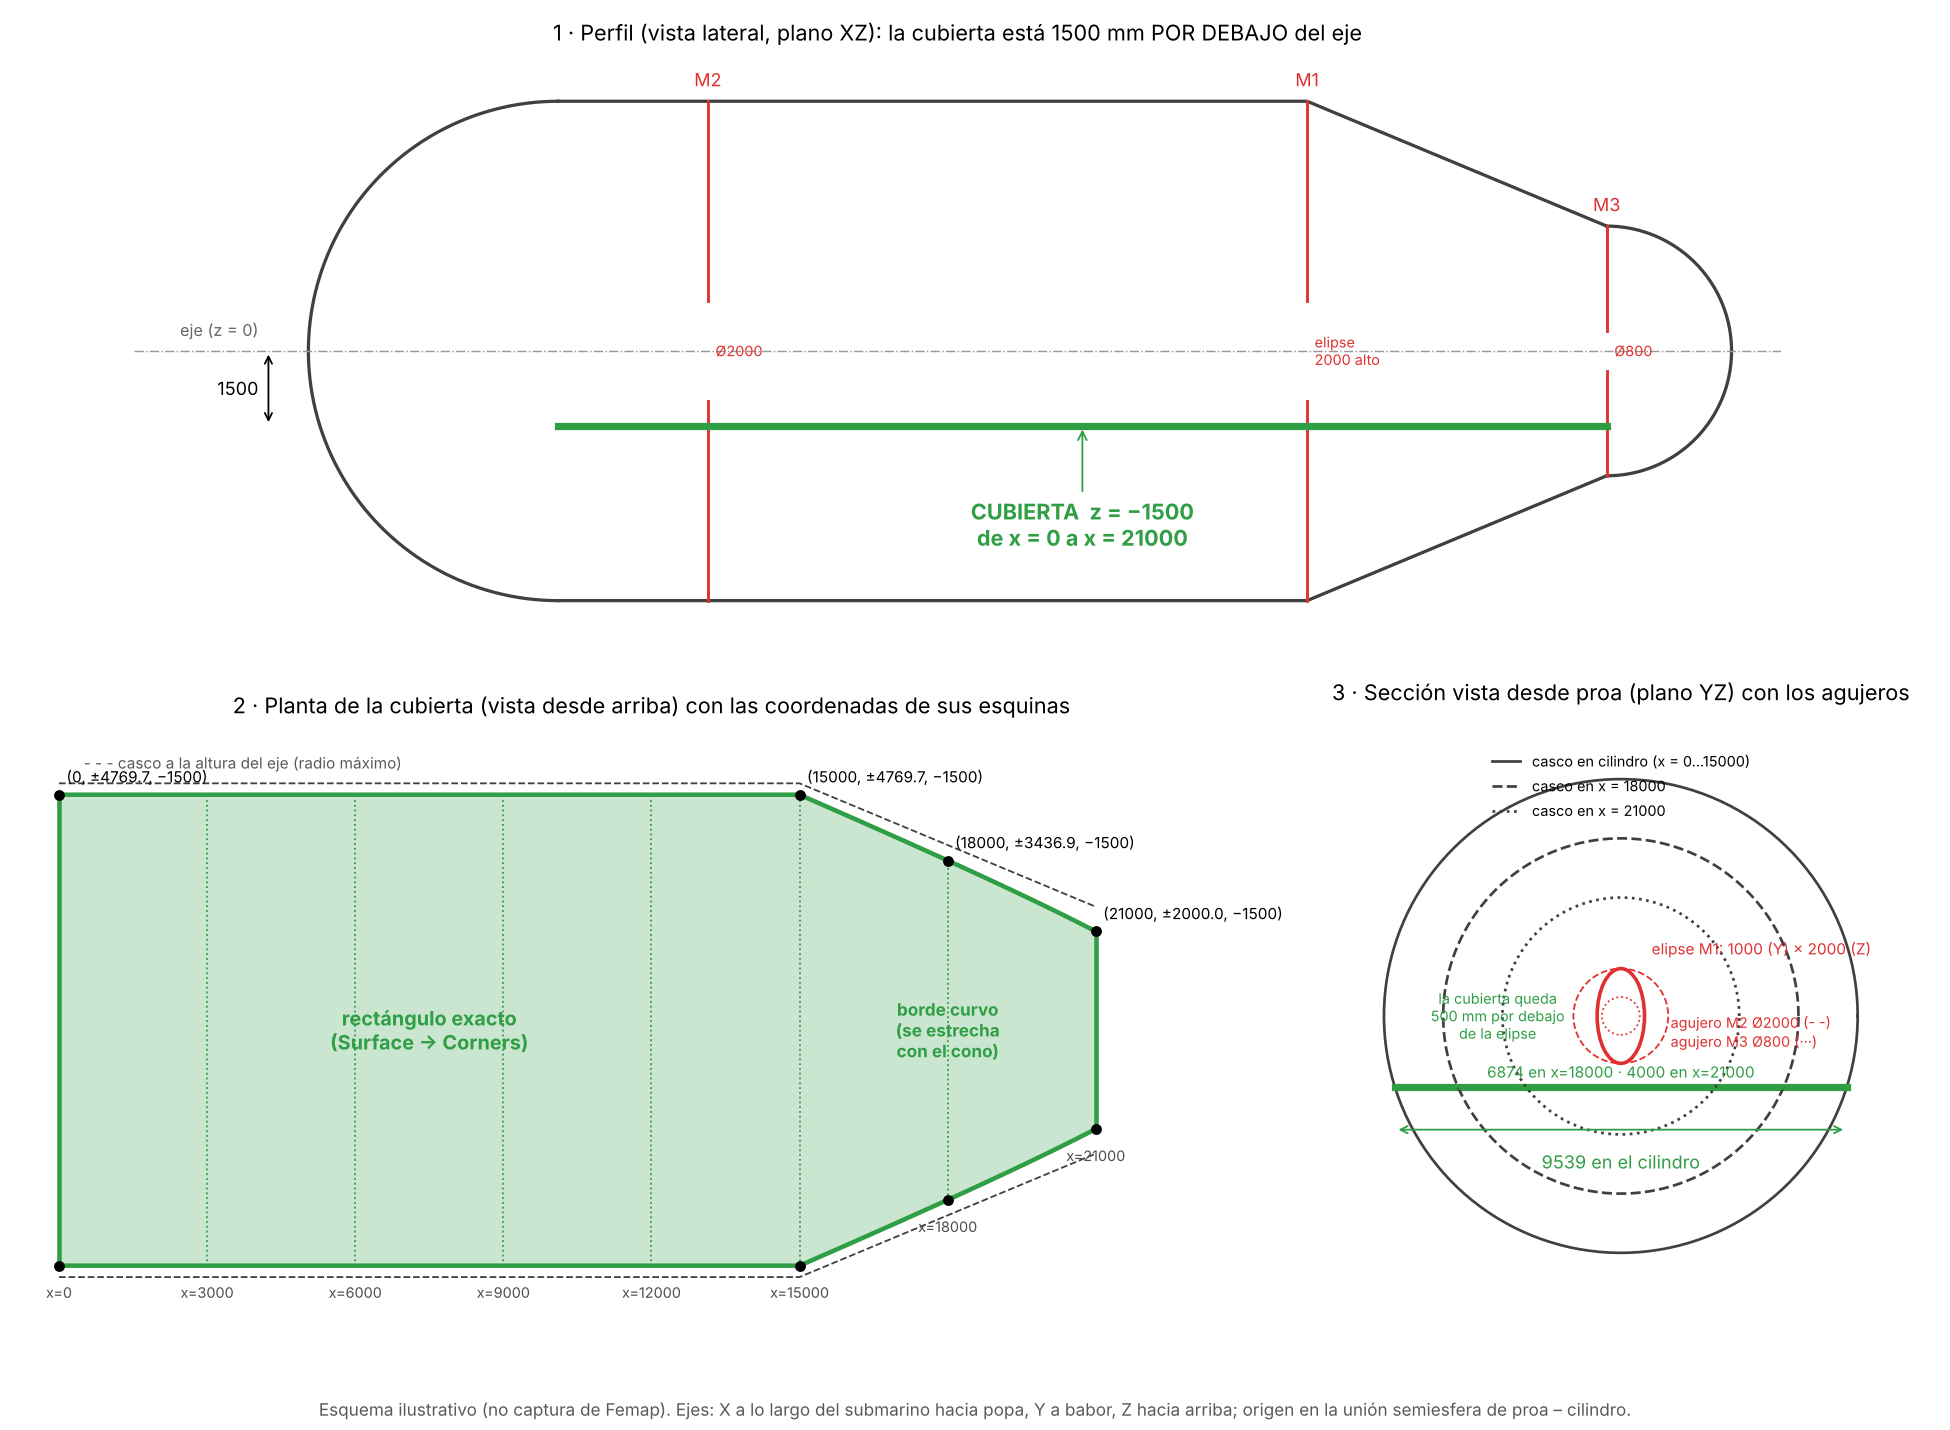 1 · Perfil (vista lateral, plano XZ): la cubierta está 1500 mm POR DEBAJO del eje
M2
M1
M3
eje (z = 0)
1500
Ø2000
elipse
2000 alto
Ø800
CUBIERTA z = −1500
de x = 0 a x = 21000
2 · Planta de la cubierta (vista desde arriba) con las coordenadas de sus esquinas
- - - casco a la altura del eje (radio máximo)
(0, ±4769.7, −1500)
(15000, ±4769.7, −1500)
(18000, ±3436.9, −1500)
(21000, ±2000.0, −1500)
rectángulo exacto
(Surface → Corners)
borde curvo
(se estrecha
con el cono)
x=21000
x=18000
x=0
x=3000
x=6000
x=9000
x=12000
x=15000
3 · Sección vista desde proa (plano YZ) con los agujeros
casco en cilindro (x = 0...15000)
casco en x = 18000
casco en x = 21000
elipse M1: 1000 (Y) × 2000 (Z)
la cubierta queda
500 mm por debajo
de la elipse
agujero M2 Ø2000 (- -)
agujero M3 Ø800 (···)
6874 en x=18000 · 4000 en x=21000
9539 en el cilindro
Esquema ilustrativo (no captura de Femap). Ejes: X a lo largo del submarino hacia popa, Y a babor, Z hacia arriba; origen en la unión semiesfera de proa – cilindro.